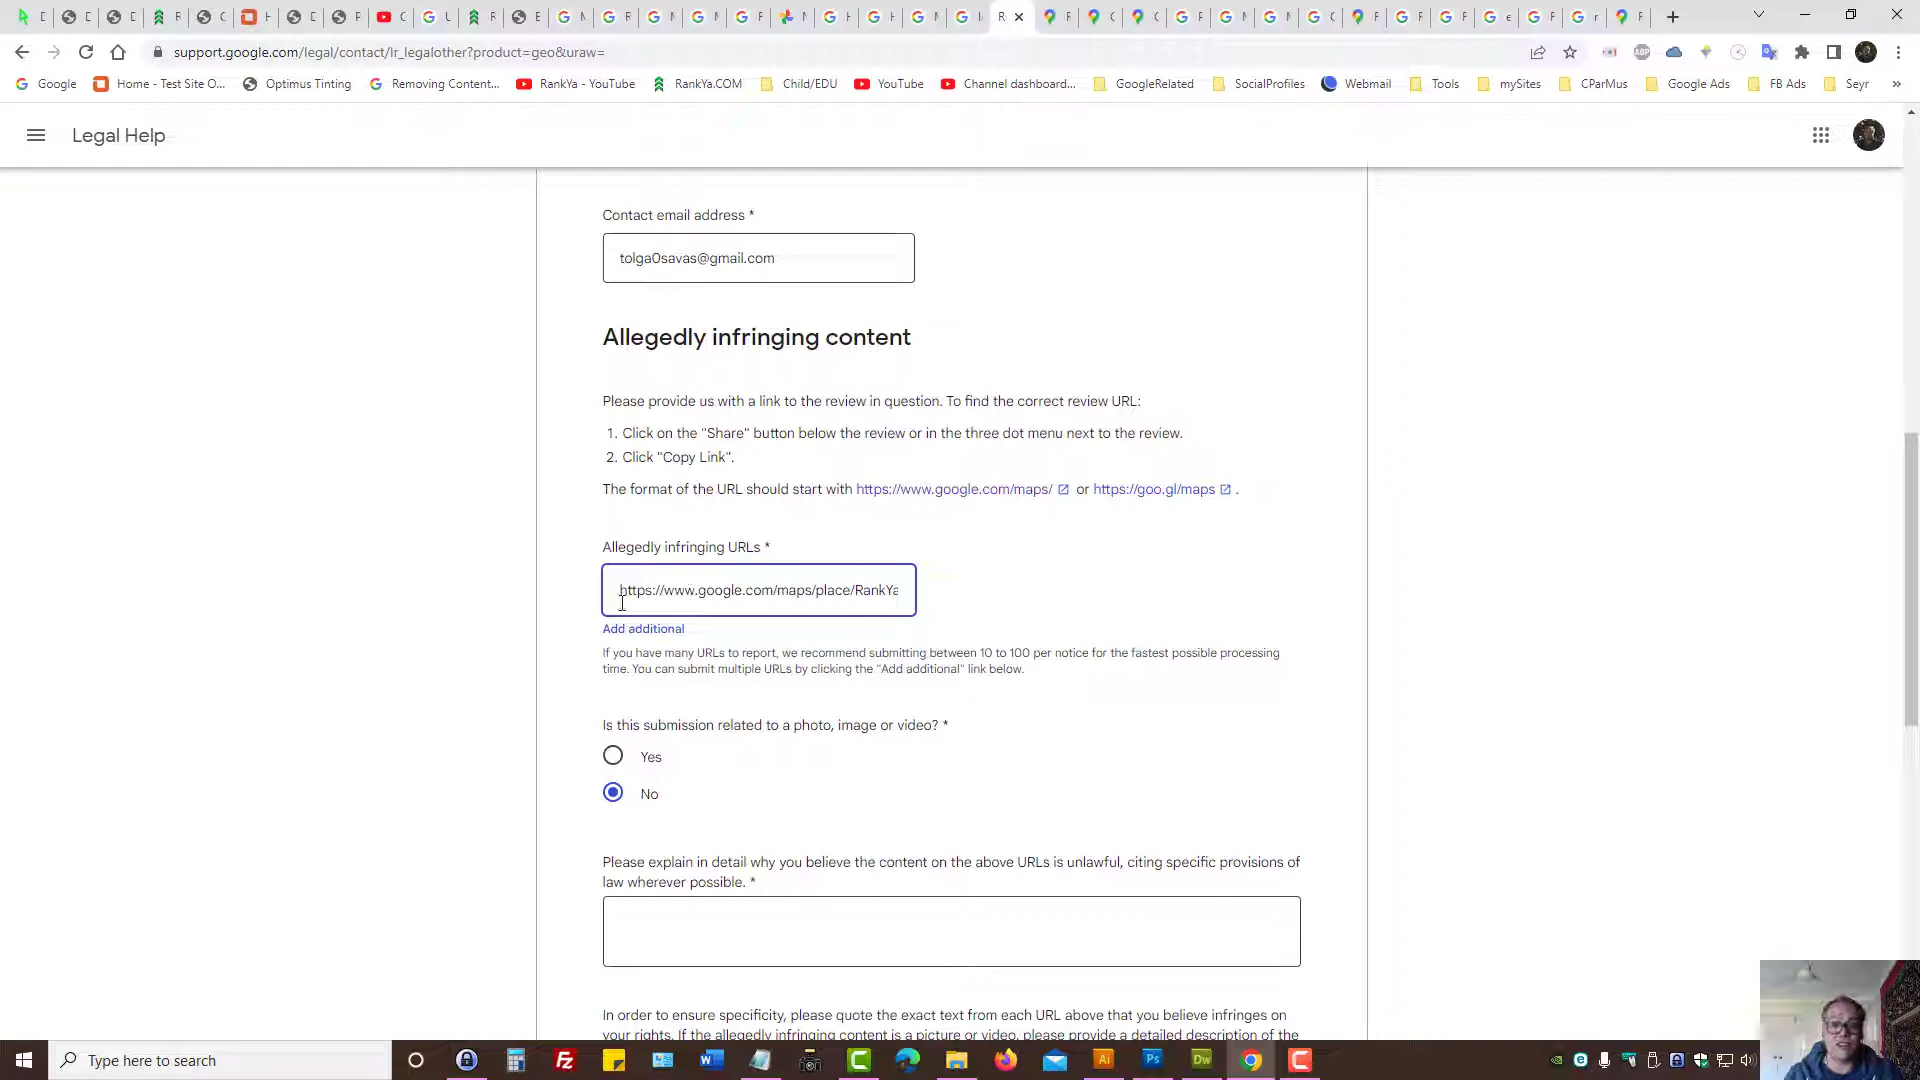 support.google.com/legal/contact/lr_legalother?product=geo&uraw=
Google
Home - Test Site O...
Optimus Tinting
Removing Content...
RankYa - YouTube
RankYa.COM
Child/EDU
YouTube
Channel dashboard...
GoogleRelated
SocialProfiles
Webmail
Tools
mySites
CParMus
Google Ads
FB Ads
Seyr
Legal Help
Contact email address *
tolga0savas@gmail.com
Allegedly infringing content
Please provide us with a link to the review in question. To find the correct review URL:
1. Click on the "Share" button below the review or in the three dot menu next to the review.
2. Click "Copy Link".
The format of the URL should start with https://www.google.com/maps/ or https://goo.gl/maps .
Allegedly infringing URLs *
https://www.google.com/maps/place/RankYa
Add additional
If you have many URLs to report, we recommend submitting between 10 to 100 per notice for the fastest possible processing
time. You can submit multiple URLs by clicking the "Add additional" link below.
Is this submission related to a photo, image or video? *
Yes
No
Please explain in detail why you believe the content on the above URLs is unlawful, citing specific provisions of
law wherever possible. *
In order to ensure specificity, please quote the exact text from each URL above that you believe infringes on
your rights. If the allegedly infringing content is a picture or video, please provide a detailed description of the
Type here to search